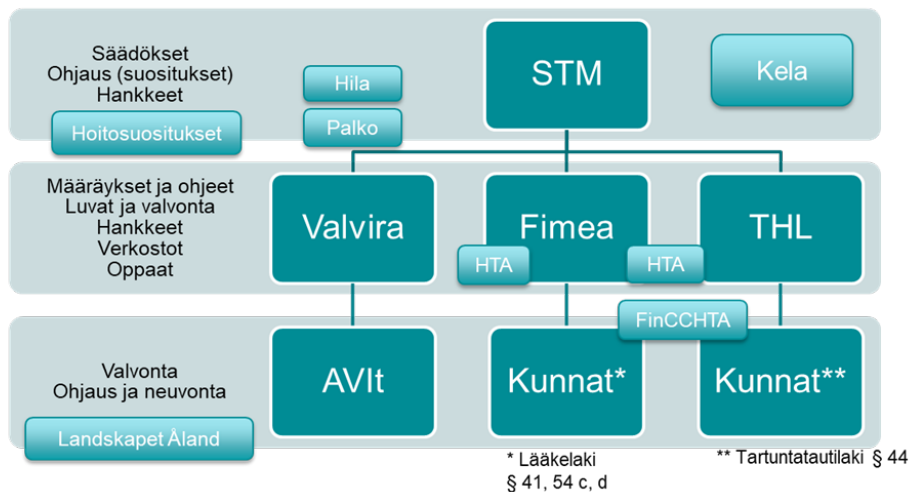 Säädökset
Ohjaus (suositukset)
Hankkeet
Hoitosuositukset
Hila
Palko
STM
Kela
Määräykset ja ohjeet
Luvat ja valvonta
Hankkeet
Verkostot
Oppaat
Valvira
Fimea
HTA
THL
HTA
FinCCHTA
Valvonta
Ohjaus ja neuvonta
Landskapet Åland
AVIt
Kunnat*
Kunnat**
* Lääkelaki
§ 41, 54 c, d
** Tartuntatautilaki § 44